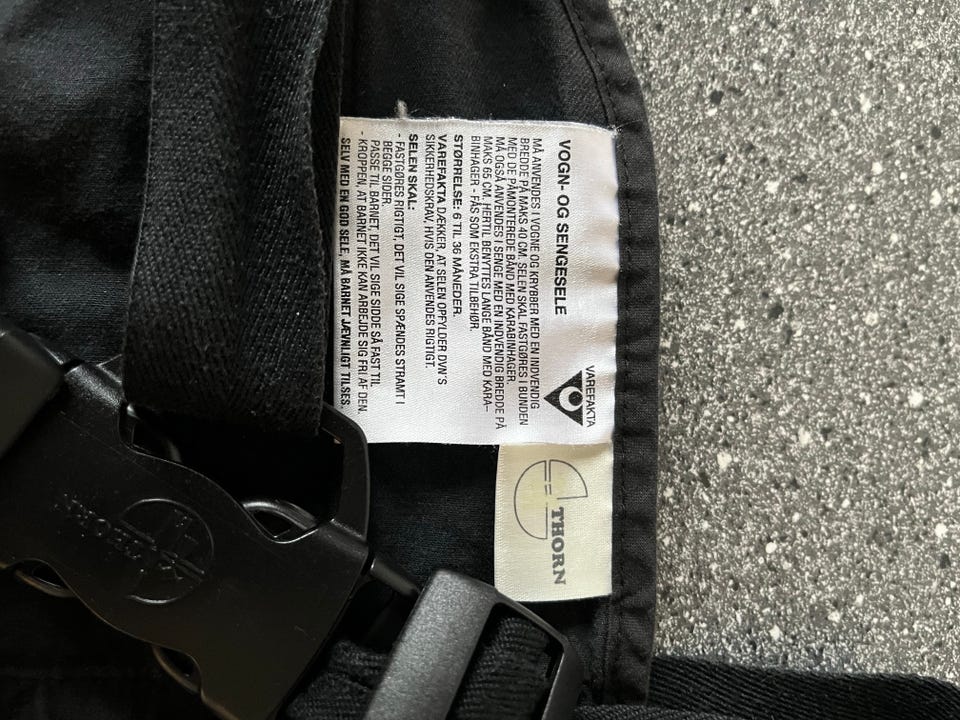 VOGN- OG SENGESELE
MÅ ANVENDES I VOGNE OG KRYBBER MED EN INDVENDIG
BREDDE PÅ MAKS 40 CM. SELEN SKAL FASTGØRES I BUNDEN
MED DE PÅMONTEREDE BÅND MED KARABINHAGER.
MÅ OGSÅ ANVENDES I SENGE MED EN INDVENDIG BREDDE PÅ
MAKS 65 CM. HERTIL BENYTTES LANGE BÅND MED KARA-
BINHAGER - FÅS SOM EKSTRA TILBEHØR.
STØRRELSE: 6 TIL 36 MÅNEDER.
VAREFAKTA DÆKKER, AT SELEN OPFYLDER DVN'S
SIKKERHEDSKRAV, HVIS DEN ANVENDES RIGTIGT.
SELEN SKAL:
- FASTGØRES RIGTIGT, DET VIL SIGE SPÆNDES STRAMT I
BEGGE SIDER.
- PASSE TIL BARNET, DET VIL SIGE SIDDE SÅ FAST TIL
KROPPEN, AT BARNET IKKE KAN ARBEJDE SIG FRI AF DEN.
SELV MED EN GOD SELE, MÅ BARNET JÆVNLIGT TILSES.
VAREFAKTA
THORN
THORN